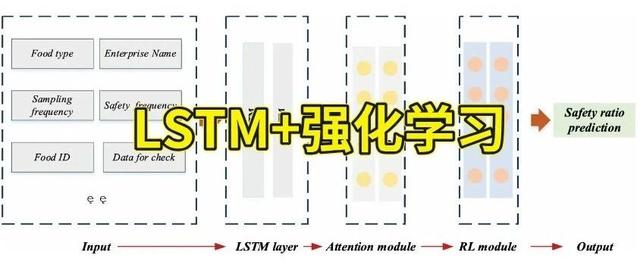 Food type
Enterprise Name
Sampling frequency
Safety frequency
Food ID
Data for check
LSTM+强化学习
Safety ratio prediction
Input
LSTM layer
Attention module
RL module
Output